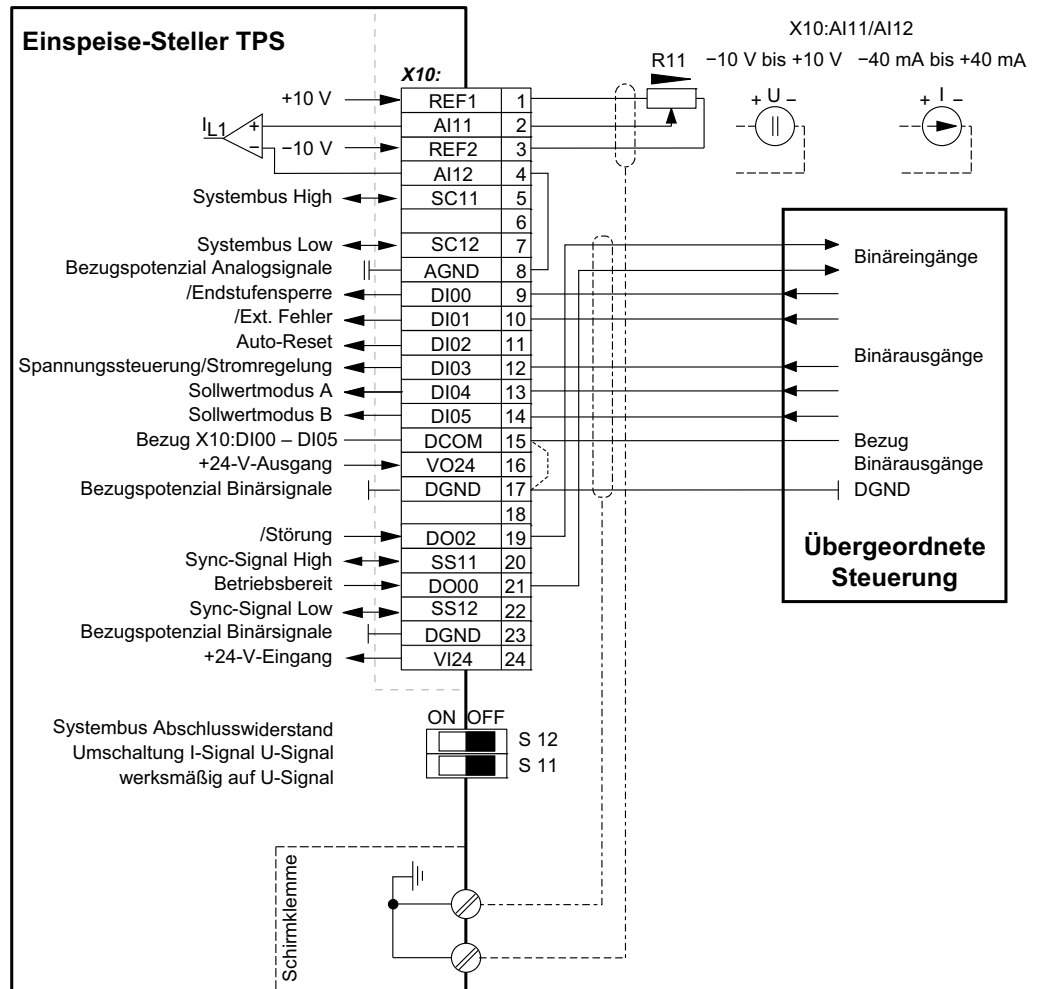 Einspeise-Steller TPS
X10:
X10:AI11/AI12
R11
−10 V bis +10 V
−40 mA bis +40 mA
+ U −
+ I −
+10 V
REF1 1
IL1
+
−
AI11 2
−10 V
REF2 3
AI12 4
Systembus High
SC11 5
6
Systembus Low
SC12 7
Bezugspotenzial Analogsignale
AGND 8
/Endstufensperre
DI00 9
/Ext. Fehler
DI01 10
Auto-Reset
DI02 11
Spannungssteuerung/Stromregelung
DI03 12
Sollwertmodus A
DI04 13
Sollwertmodus B
DI05 14
Bezug X10:DI00 – DI05
DCOM 15
+24-V-Ausgang
VO24 16
Bezugspotenzial Binärsignale
DGND 17
18
/Störung
DO02 19
Sync-Signal High
SS11 20
Betriebsbereit
DO00 21
Sync-Signal Low
SS12 22
Bezugspotenzial Binärsignale
DGND 23
+24-V-Eingang
VI24 24
Binäreingänge
Binärausgänge
Bezug
Binärausgänge
DGND
Übergeordnete
Steuerung
ON OFF
S 12
S 11
Systembus Abschlusswiderstand
Umschaltung I-Signal U-Signal
werksmäßig auf U-Signal
Schirmklemme